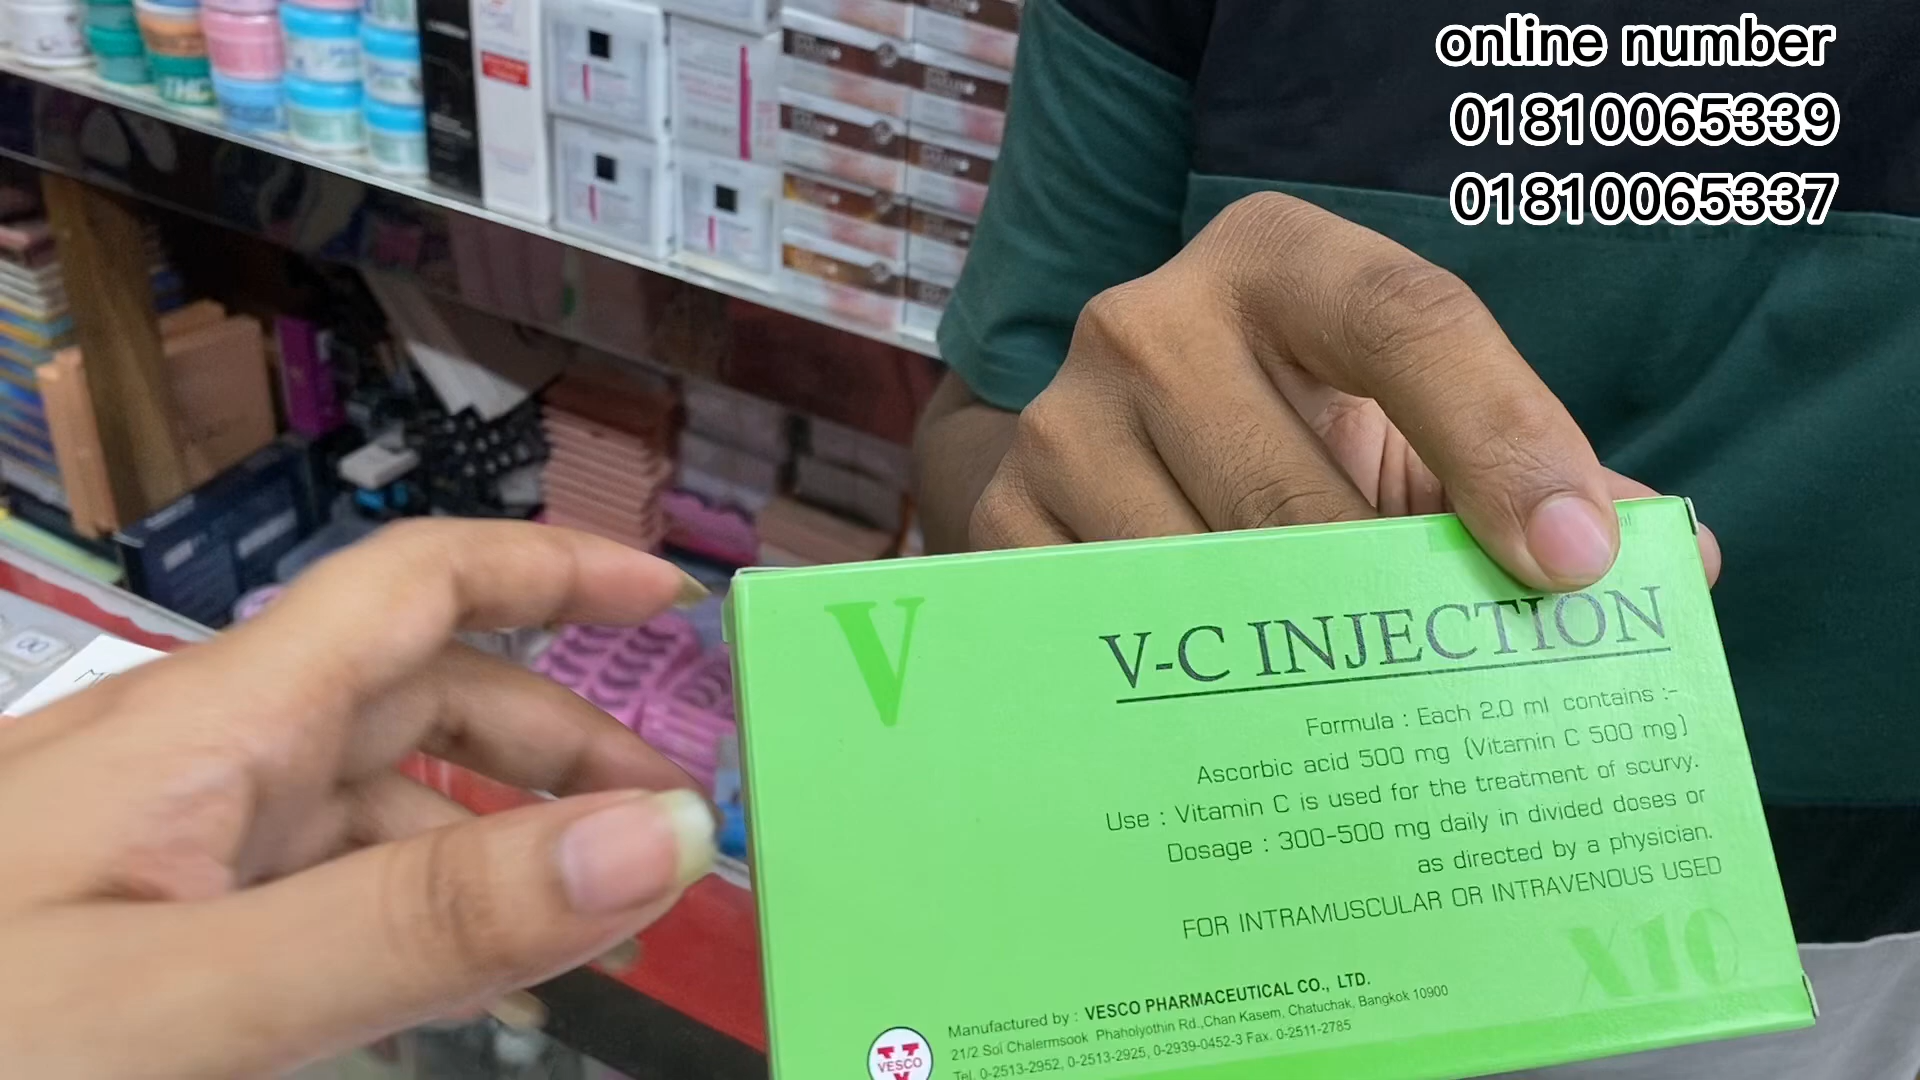 online number
01810065339
01810065337
V
V-C INJECTION
Formula : Each 2.0 ml contains :-
Ascorbic acid 500 mg (Vitamin C 500 mg)
Use : Vitamin C is used for the treatment of scurvy.
Dosage : 300-500 mg daily in divided doses or
as directed by a physician.
FOR INTRAMUSCULAR OR INTRAVENOUS USED
X10
Manufactured by : VESCO PHARMACEUTICAL CO., LTD.
21/2 Soi Chalermsook Phaholyothin Rd.,Chan Kasem, Chatuchak, Bangkok 10900
Tel. 0-2513-2952, 0-2513-2925, 0-2939-0452-3 Fax. 0-2511-2785
VESCO